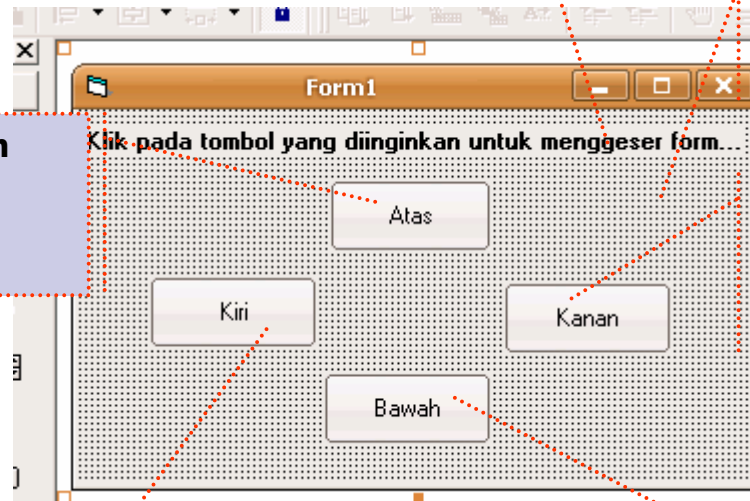 Form1
Klik pada tombol yang diinginkan untuk menggeser form...
Atas
Kiri
Kanan
Bawah